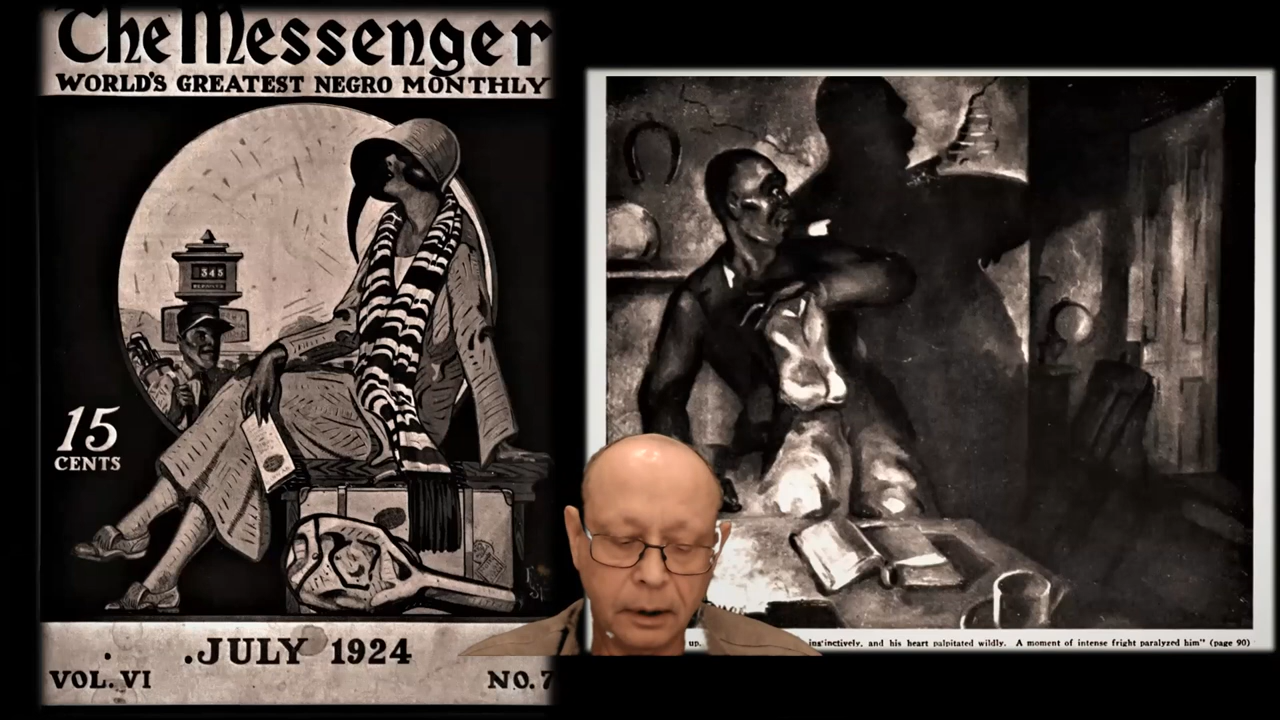 The Messenger
WORLD'S GREATEST NEGRO MONTHLY
345
15
CENTS
.JULY 1924
VOL. VI
NO. 7
up.
instinctively, and his heart palpitated wildly. A moment of intense fright paralyzed him" (page 90)